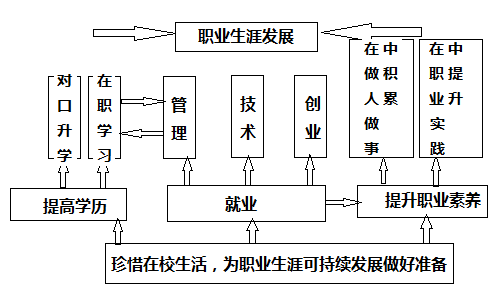 职业生涯发展
对口升学
在职学习
管理
技术
创业
在做人做事
中积累
在职业实践
中提升
提高学历
就业
提升职业素养
珍惜在校生活，为职业生涯可持续发展做好准备